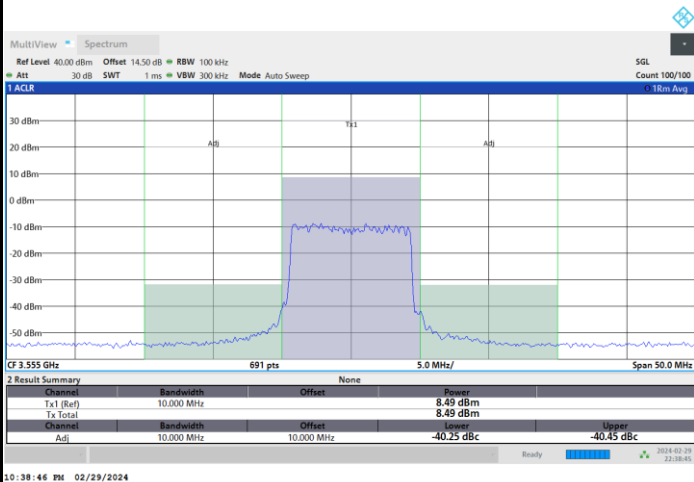 MultiView Spectrum
Ref Level 40.00 dBm Offset 14.50 dB RBW 100 kHz SGL
Att 30 dB SWT 1 ms VBW 300 kHz Mode Auto Sweep Count 100/100
1 ACLR 1Rm Avg
30 dBm
Tx1
20 dBm
Adj Adj
10 dBm
0 dBm
-10 dBm
-20 dBm
-30 dBm
-40 dBm
-50 dBm
CF 3.555 GHz 691 pts 5.0 MHz/ Span 50.0 MHz
2 Result Summary None
Channel Bandwidth Offset Power
Tx1 (Ref) 10.000 MHz 8.49 dBm
Tx Total 8.49 dBm
Channel Bandwidth Offset Lower Upper
Adj 10.000 MHz 10.000 MHz -40.25 dBc -40.45 dBc
Ready 2024-02-29
22:38:45
10:38:46 PM 02/29/2024